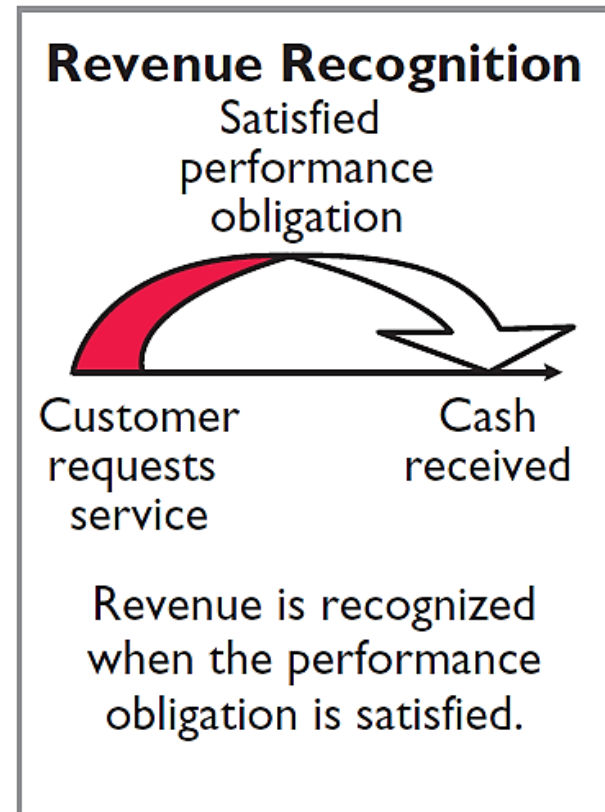 Revenue Recognition
Satisfied
performance
obligation
Customer
requests
service
Cash
received
Revenue is recognized
when the performance
obligation is satisfied.